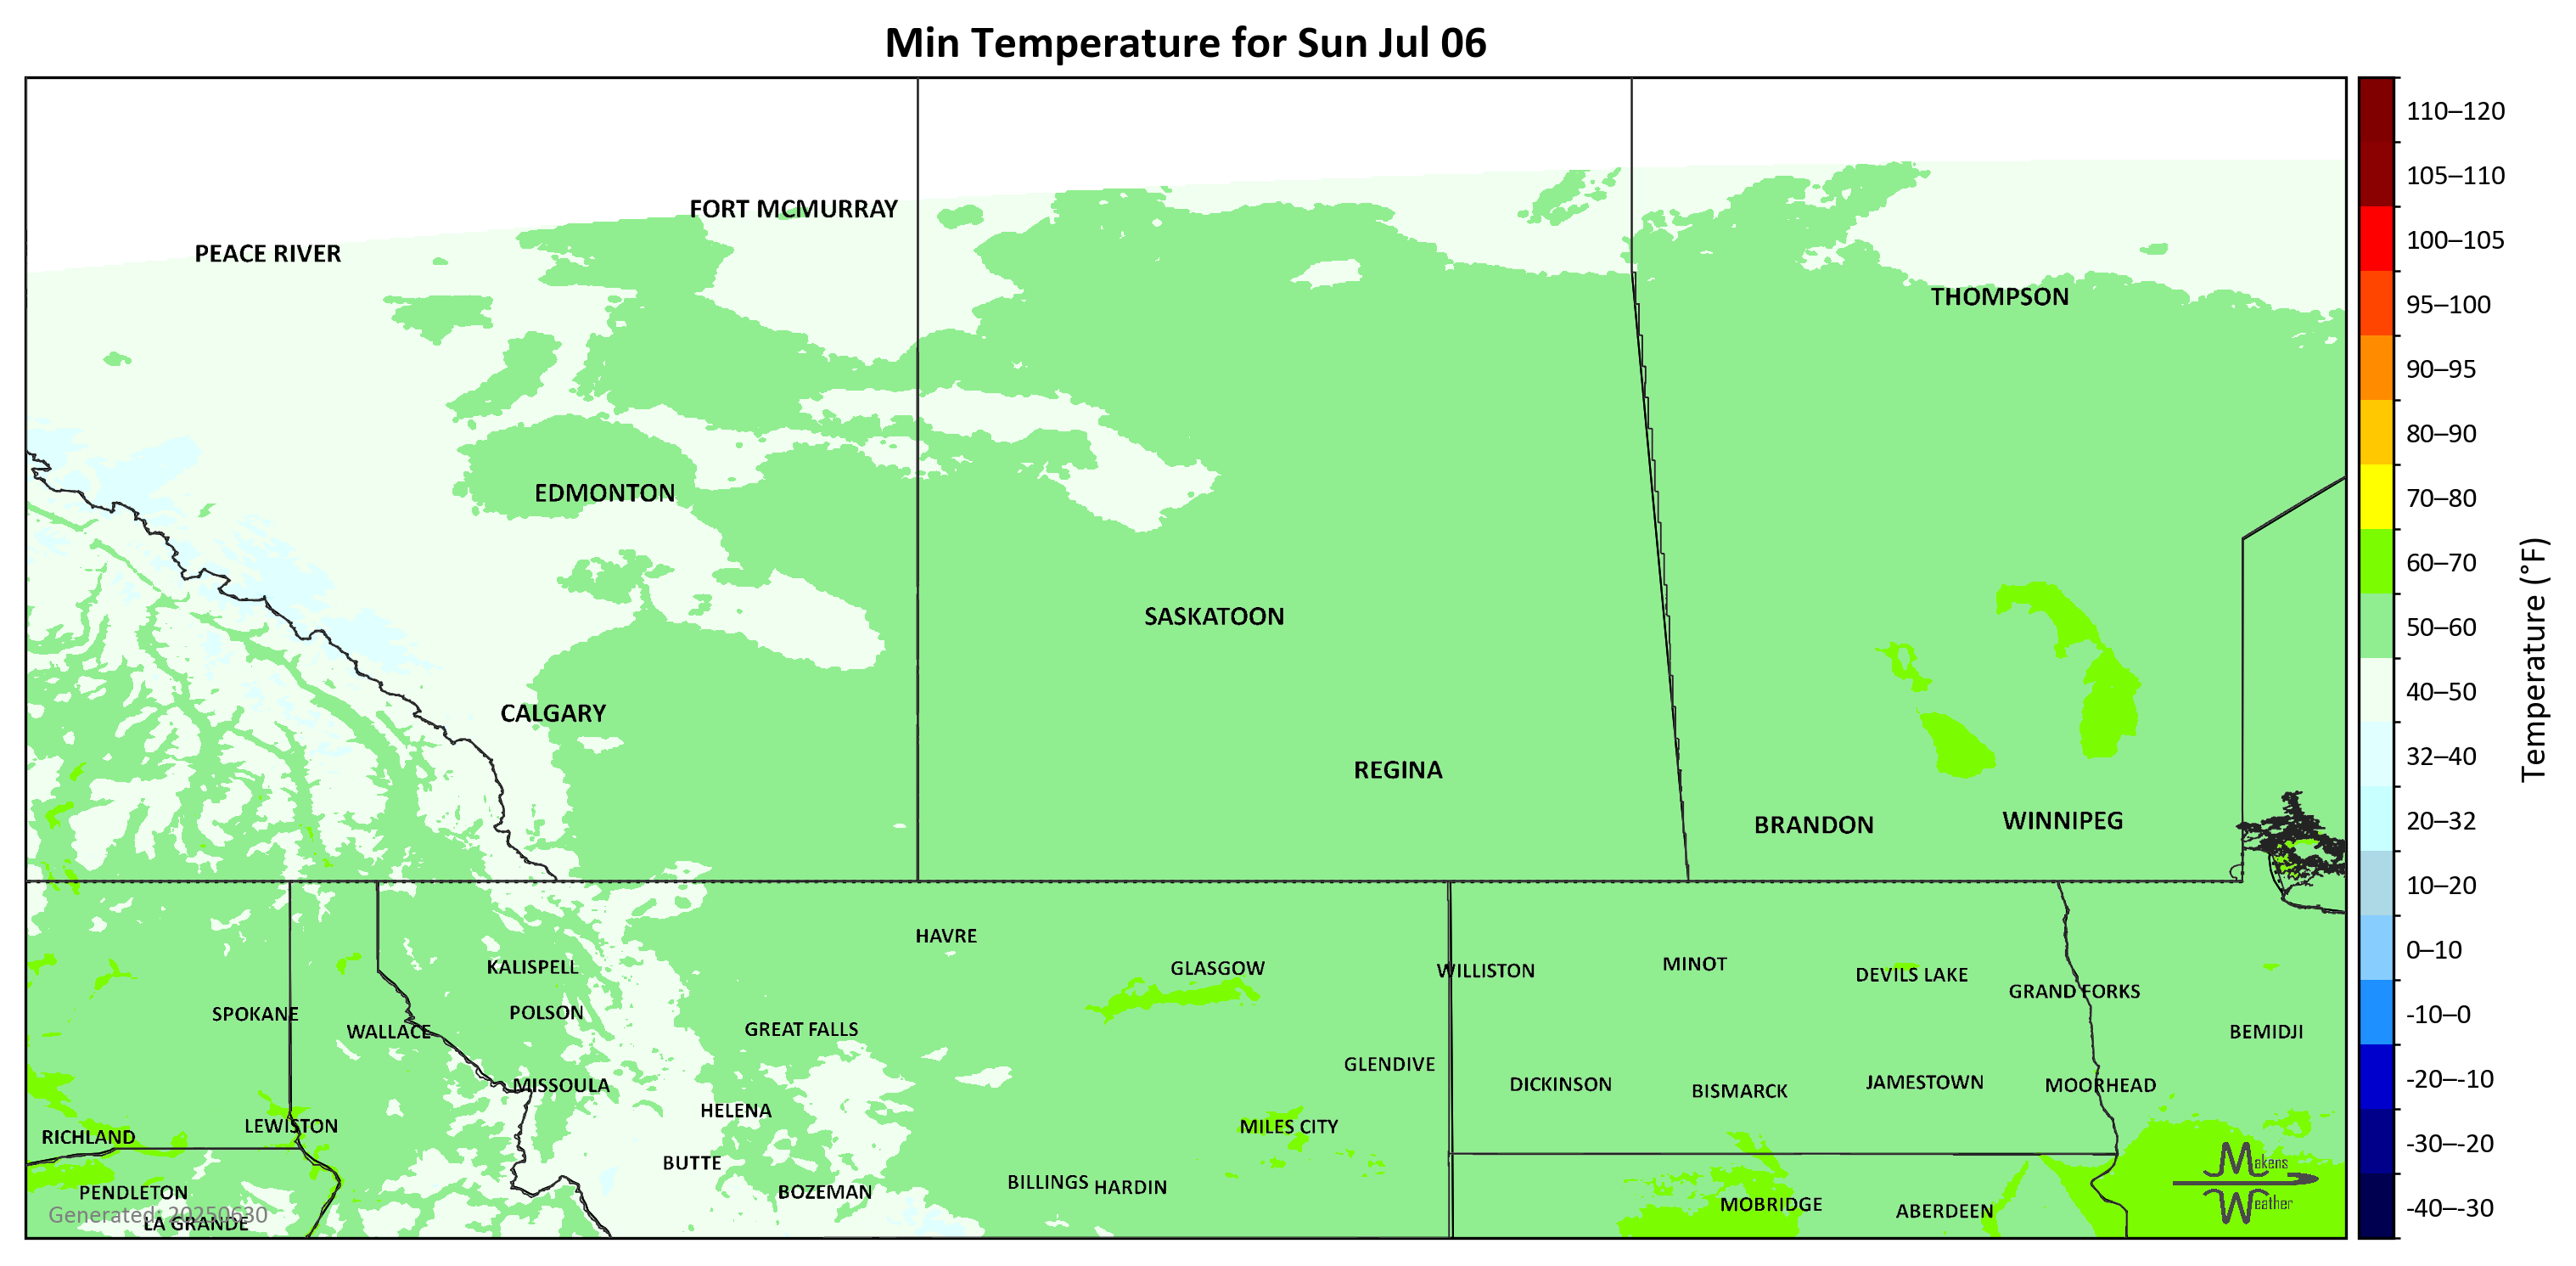 Min Temperature for Sun Jul 06
FORT MCMURRAY
PEACE RIVER
THOMPSON
EDMONTON
SASKATOON
CALGARY
REGINA
BRANDON
WINNIPEG
HAVRE
KALISPELL
GLASGOW
WILLISTON
MINOT
DEVILS LAKE
GRAND FORKS
SPOKANE
POLSON
WALLACE
GREAT FALLS
BEMIDJI
GLENDIVE
MISSOULA
DICKINSON
BISMARCK
JAMESTOWN
MOORHEAD
HELENA
LEWISTON
MILES CITY
RICHLAND
BUTTE
BILLINGS
HARDIN
PENDLETON
BOZEMAN
MOBRIDGE
ABERDEEN
Generated: 20250630
LA GRANDE
Makens
Weather
110–120
105–110
100–105
95–100
90–95
80–90
70–80
60–70
50–60
40–50
32–40
20–32
10–20
0–10
-10–0
-20–-10
-30–-20
-40–-30
Temperature (°F)